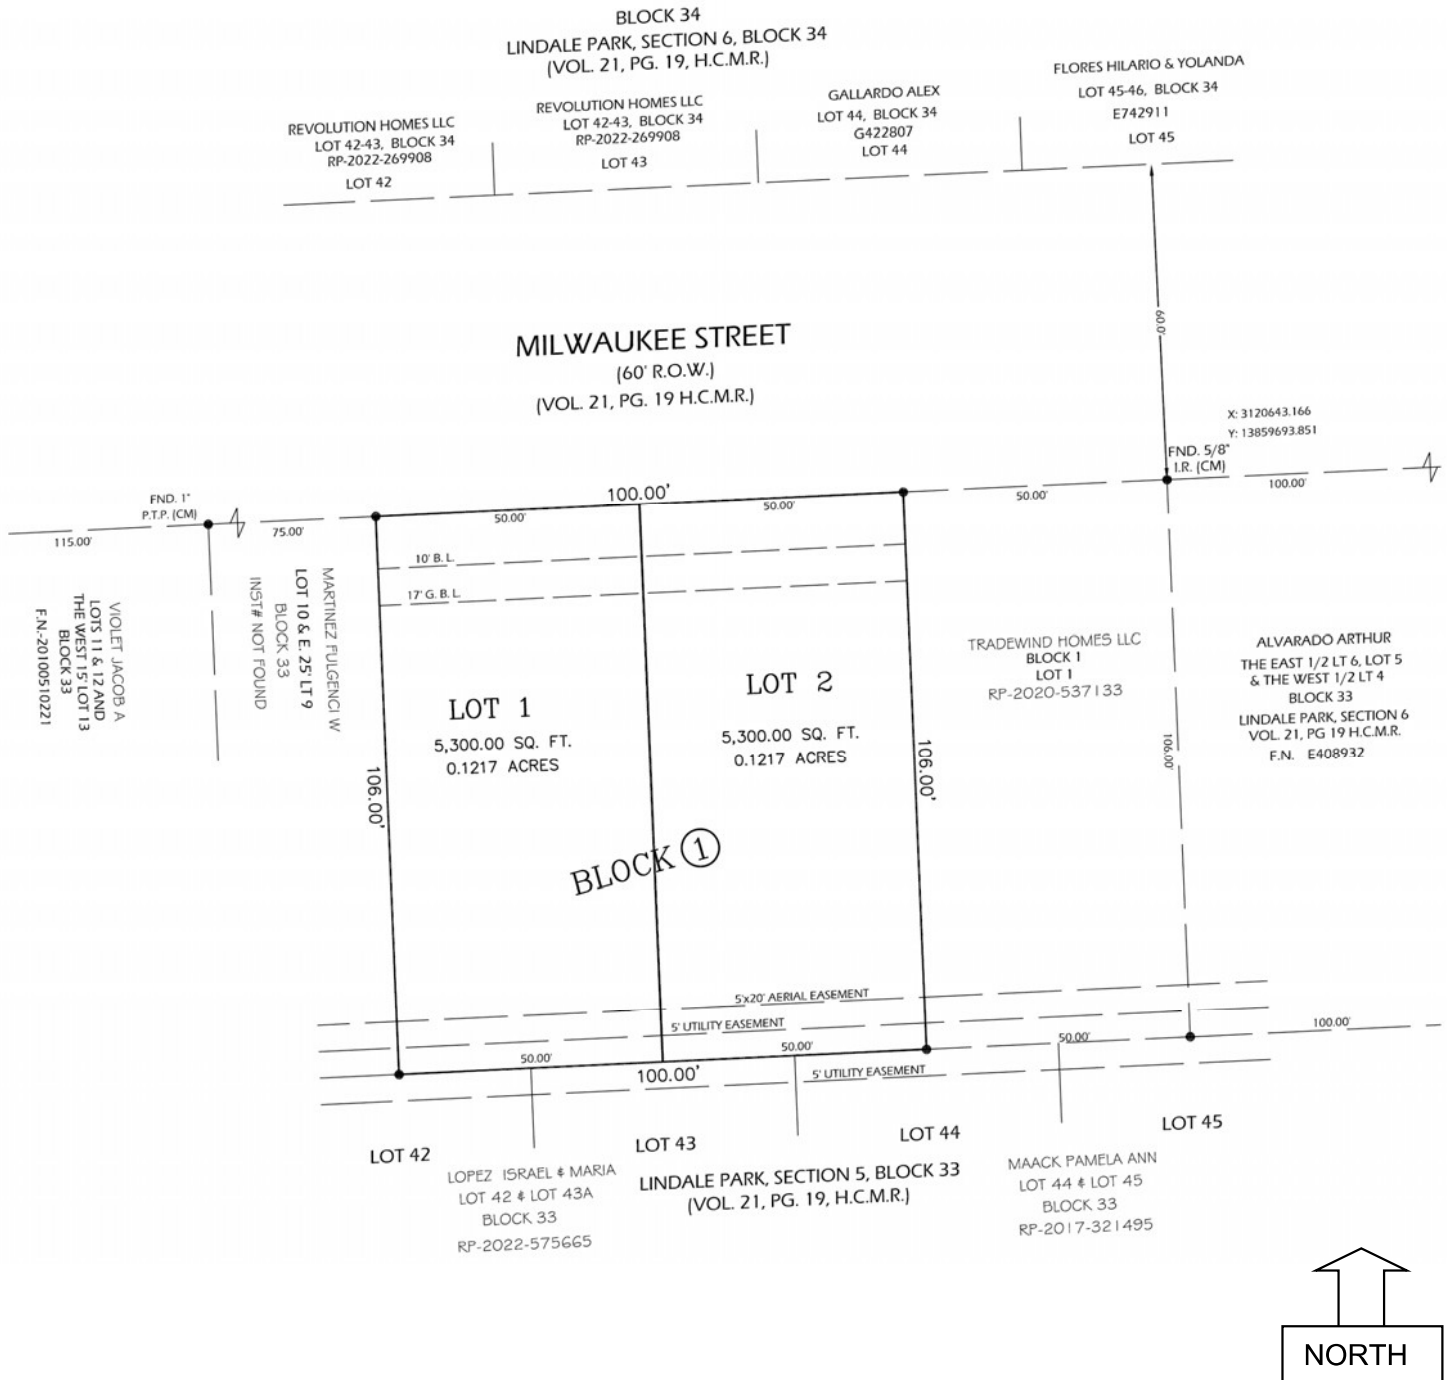 BLOCK 34
LINDALE PARK, SECTION 6, BLOCK 34
(VOL. 21, PG. 19, H.C.M.R.)
REVOLUTION HOMES LLC
LOT 42-43, BLOCK 34
RP-2022-269908
LOT 42
REVOLUTION HOMES LLC
LOT 42-43, BLOCK 34
RP-2022-269908
LOT 43
GALLARDO ALEX
LOT 44, BLOCK 34
G422807
LOT 44
FLORES HILARIO & YOLANDA
LOT 45-46, BLOCK 34
E742911
LOT 45
60.0'
MILWAUKEE STREET
(60' R.O.W.)
(VOL. 21, PG. 19 H.C.M.R.)
X: 3120643.166
Y: 13859693.851
FND. 5/8"
I.R. (CM)
FND. 1"
P.T.P. (CM)
115.00'
75.00'
50.00'
100.00'
50.00'
50.00'
100.00'
10' B.L.
17' G.B.L.
VIOLET JACOB A
LOTS 11 & 12 AND
THE WEST 15' LOT 13
BLOCK 33
F.N.-20100510221
MARTINEZ FULGENCI W
LOT 10 & E. 25' LT 9
BLOCK 33
INST# NOT FOUND
LOT 1
5,300.00 SQ. FT.
0.1217 ACRES
LOT 2
5,300.00 SQ. FT.
0.1217 ACRES
TRADEWIND HOMES LLC
BLOCK 1
LOT 1
RP-2020-537133
ALVARADO ARTHUR
THE EAST 1/2 LT 6, LOT 5
& THE WEST 1/2 LT 4
BLOCK 33
LINDALE PARK, SECTION 6
VOL. 21, PG 19 H.C.M.R.
F.N. E408932
106.00'
106.00'
106.00'
BLOCK 1
5'x20' AERIAL EASEMENT
5' UTILITY EASEMENT
50.00'
100.00'
50.00'
50.00'
100.00'
5' UTILITY EASEMENT
LOT 42
LOT 43
LOT 44
LOT 45
LOPEZ ISRAEL & MARIA
LOT 42 & LOT 43A
BLOCK 33
RP-2022-575665
LINDALE PARK, SECTION 5, BLOCK 33
(VOL. 21, PG. 19, H.C.M.R.)
MAACK PAMELA ANN
LOT 44 & LOT 45
BLOCK 33
RP-2017-321495
NORTH